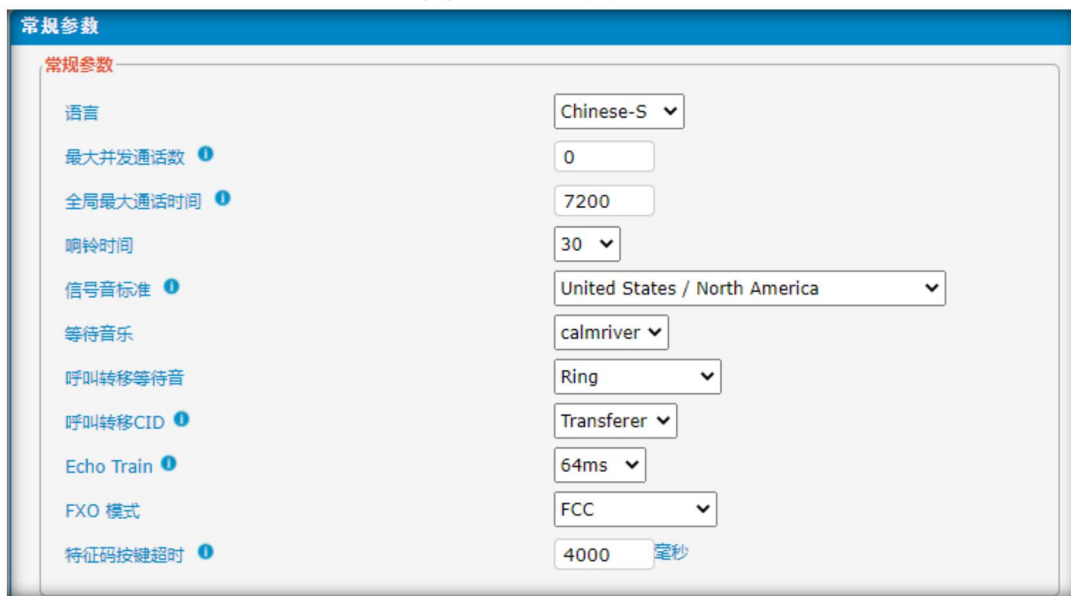 常规参数
常规参数
语言 Chinese-S
最大并发通话数 0
全局最大通话时间 7200
响铃时间 30
信号音标准 United States / North America
等待音乐 calmriver
呼叫转移等待音 Ring
呼叫转移CID Transferer
Echo Train 64ms
FXO 模式 FCC
特征码按键超时 4000 毫秒